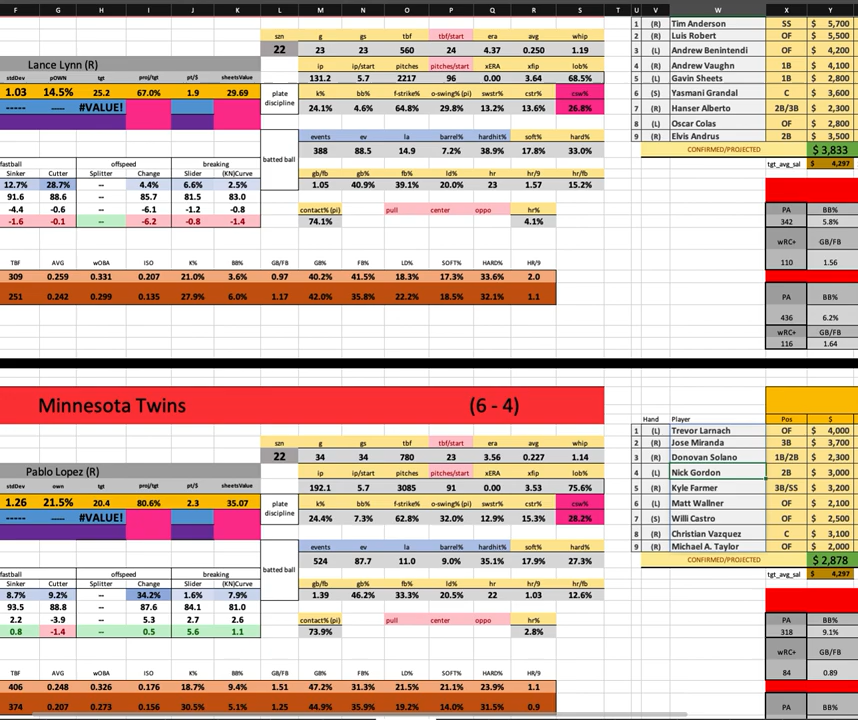 F G H I J K L M N O P Q R S T U V W X Y
szn g gs tbf tbf/start era avg whip 1 (R) Tim Anderson SS $ 5,700
22 23 23 560 24 4.37 0.250 1.19 2 (R) Luis Robert OF $ 5,500
ip ip/start pitches pitches/start xERA xfip lob% 3 (L) Andrew Benintendi OF $ 4,200
Lance Lynn (R) 131.2 5.7 2217 96 0.00 3.64 68.5% 4 (R) Andrew Vaughn 1B $ 4,100
stdDev pOWN tgt proj/tgt pt/$ sheetsValue k% bb% f-strike% o-swing% (pi) swstr% cstr% csw% 5 (L) Gavin Sheets 1B $ 2,800
1.03 14.5% 25.2 67.0% 1.9 29.69 plate discipline 24.1% 4.6% 64.8% 29.8% 13.2% 13.6% 26.8% 6 (S) Yasmani Grandal C $ 3,600
----- ---- #VALUE! 7 (R) Hanser Alberto 2B/3B $ 2,300
8 (L) Oscar Colas OF $ 2,800
batted ball events ev la barrel% hardhit% soft% hard% 9 (R) Elvis Andrus 2B $ 3,500
388 88.5 14.9 7.2% 38.9% 17.8% 33.0% CONFIRMED/PROJECTED $ 3,833
fastball offspeed breaking gb/fb gb% fb% ld% hr hr/9 hr/fb tgt_avg_sal $ 4,297
Sinker Cutter Splitter Change Slider (KN)Curve
12.7% 28.7% -- 4.4% 6.6% 2.5% 1.05 40.9% 39.1% 20.0% 23 1.57 15.2%
91.6 88.6 -- 85.7 81.5 83.0
-4.4 -0.6 -- -6.1 -1.2 -0.8 contact% (pi) pull center oppo hr% PA BB%
-1.6 -0.1 -- -6.2 -0.8 -1.4 74.1% 4.1% 342 5.8%
wRC+ GB/FB
TBF AVG wOBA ISO K% BB% GB/FB GB% FB% LD% SOFT% HARD% HR/9 110 1.56
309 0.259 0.331 0.207 21.0% 3.6% 0.97 40.2% 41.5% 18.3% 17.3% 33.6% 2.0
251 0.242 0.299 0.135 27.9% 6.0% 1.17 42.0% 35.8% 22.2% 18.5% 32.1% 1.1 PA BB%
436 6.2%
wRC+ GB/FB
116 1.64
Minnesota Twins (6 - 4)
Hand Player Pos $
1 (L) Trevor Larnach OF $ 4,000
szn g gs tbf tbf/start era avg whip 2 (R) Jose Miranda 3B $ 3,700
22 34 34 780 23 3.56 0.227 1.14 3 (R) Donovan Solano 1B/2B $ 2,300
Pablo Lopez (R) ip ip/start pitches pitches/start xERA xfip lob% 4 (L) Nick Gordon 2B $ 3,000
stdDev own tgt proj/tgt pt/$ sheetsValue 192.1 5.7 3085 91 0.00 3.53 75.6% 5 (R) Kyle Farmer 3B/SS $ 3,200
1.26 21.5% 20.4 80.6% 2.3 35.07 plate discipline k% bb% f-strike% o-swing% (pi) swstr% cstr% csw% 6 (L) Matt Wallner OF $ 2,100
----- ---- #VALUE! 24.4% 7.3% 62.8% 32.0% 12.9% 15.3% 28.2% 7 (S) Willi Castro OF $ 2,500
8 (R) Christian Vazquez C $ 3,100
batted ball events ev la barrel% hardhit% soft% hard% 9 (R) Michael A. Taylor OF $ 2,000
524 87.7 11.0 9.0% 35.1% 17.9% 27.3% CONFIRMED/PROJECTED $ 2,878
fastball offspeed breaking tgt_avg_sal $ 4,297
Sinker Cutter Splitter Change Slider (KN)Curve gb/fb gb% fb% ld% hr hr/9 hr/fb
8.7% 9.2% -- 34.2% 1.6% 7.9% 1.39 46.2% 33.3% 20.5% 22 1.03 12.6%
93.5 88.8 -- 87.6 84.1 81.0
2.2 -3.9 -- 5.3 2.7 2.6 contact% (pi) pull center oppo hr% PA BB%
0.8 -1.4 -- 0.5 5.6 1.1 73.9% 2.8% 318 9.1%
wRC+ GB/FB
TBF AVG wOBA ISO K% BB% GB/FB GB% FB% LD% SOFT% HARD% HR/9 84 0.89
406 0.248 0.326 0.176 18.7% 9.4% 1.51 47.2% 31.3% 21.5% 21.1% 23.9% 1.1
374 0.207 0.273 0.156 30.5% 5.1% 1.25 44.9% 35.9% 19.2% 14.0% 31.5% 0.9 PA BB%